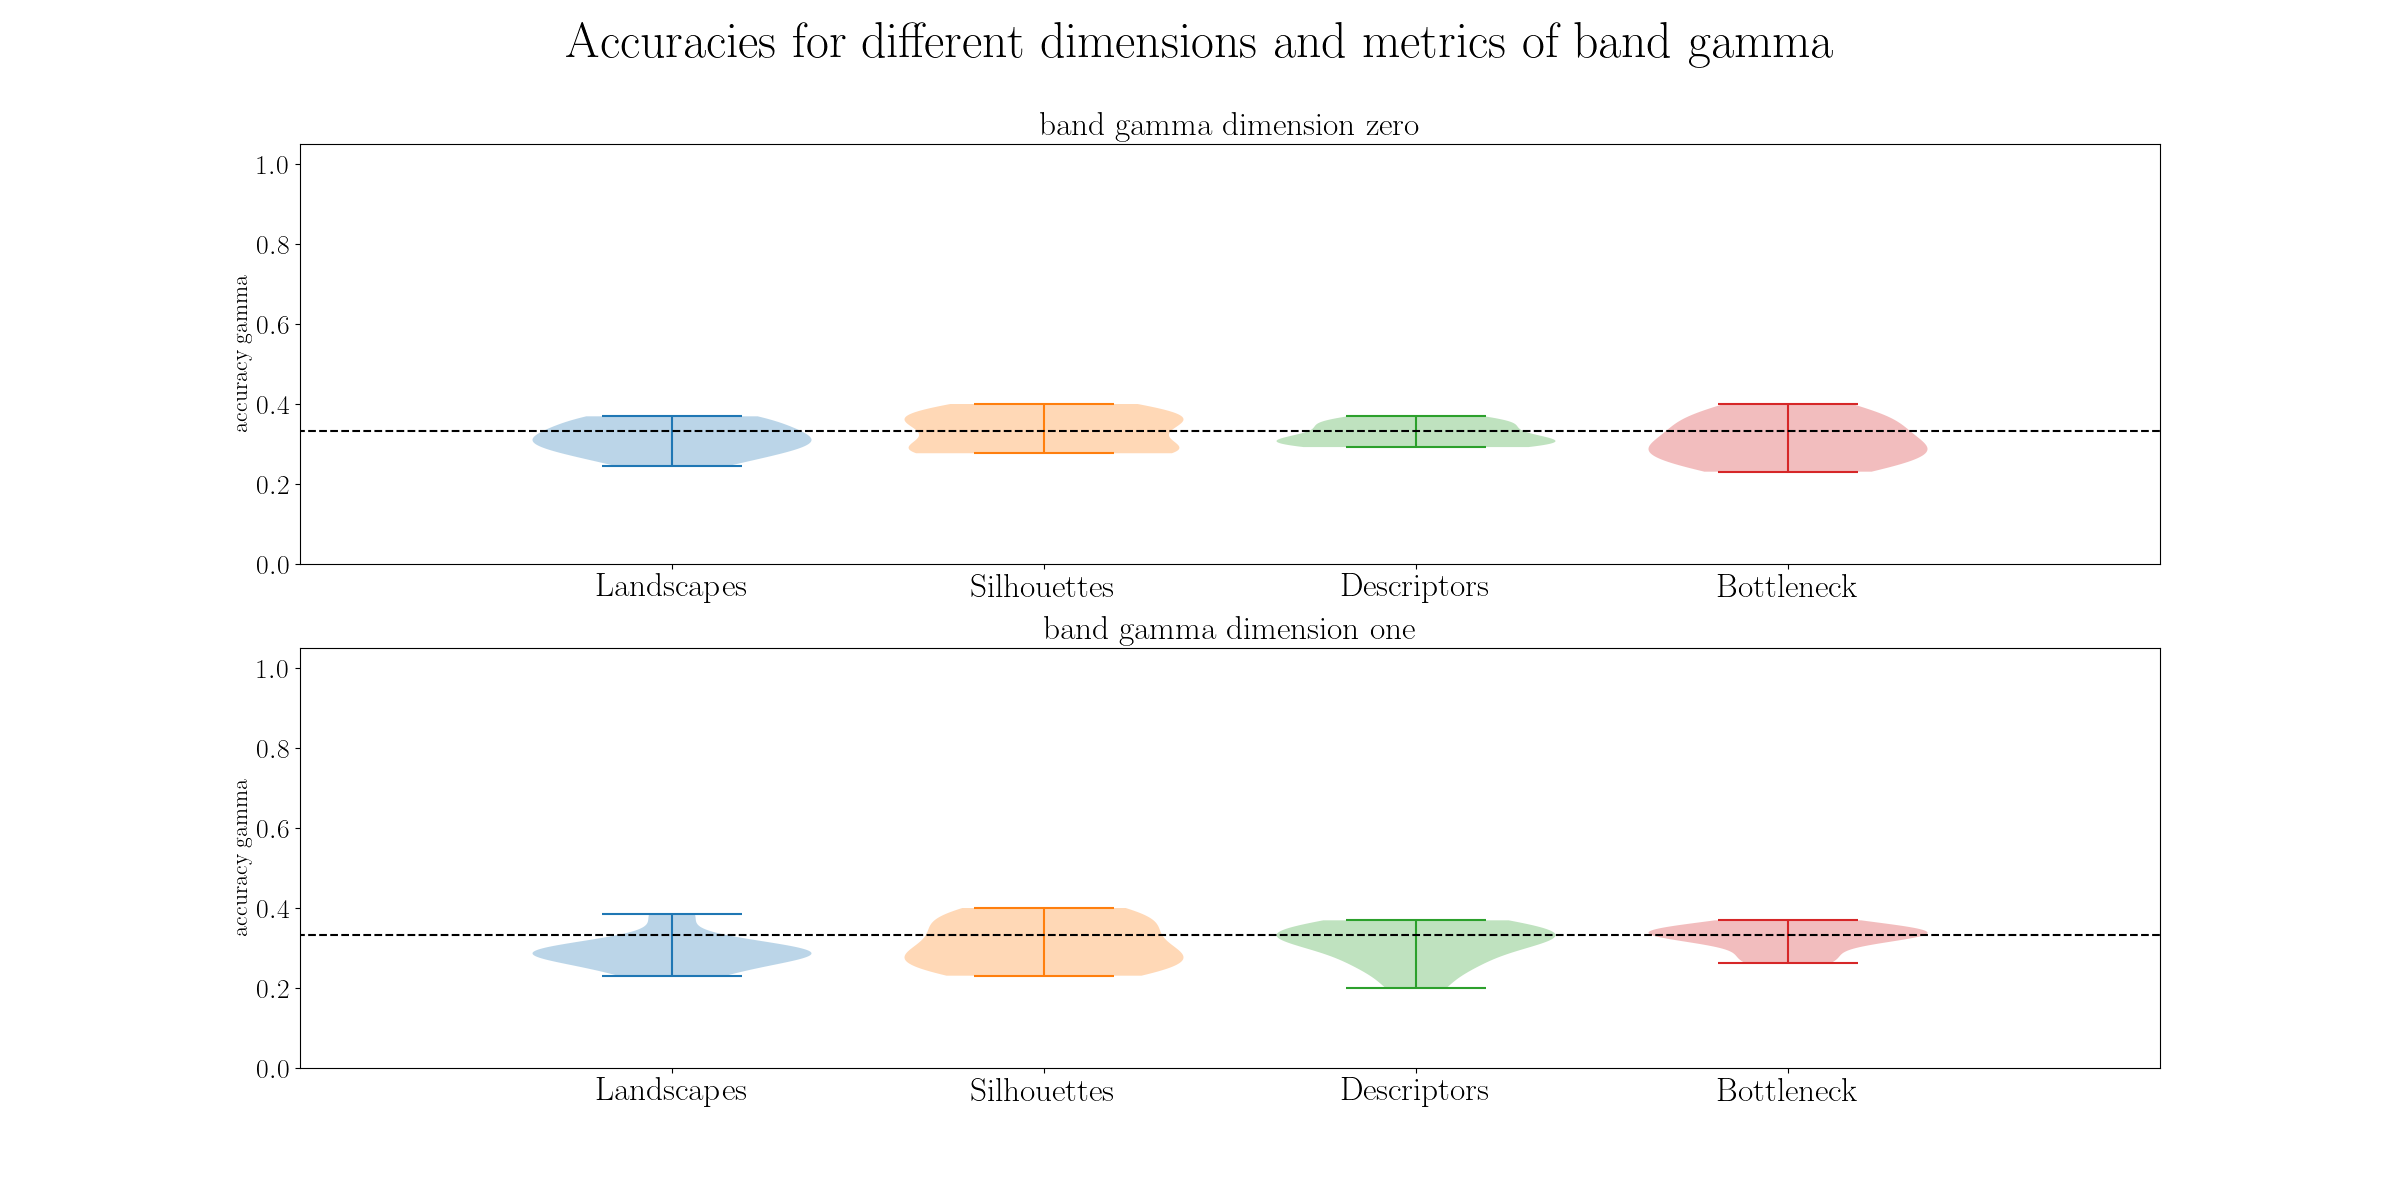 Accuracies for different dimensions and metrics of band gamma
band gamma dimension zero
1.0
0.8
0.6
0.4
0.2
0.0
accuracy gamma
Landscapes Silhouettes Descriptors Bottleneck
band gamma dimension one
1.0
0.8
0.6
0.4
0.2
0.0
accuracy gamma
Landscapes Silhouettes Descriptors Bottleneck